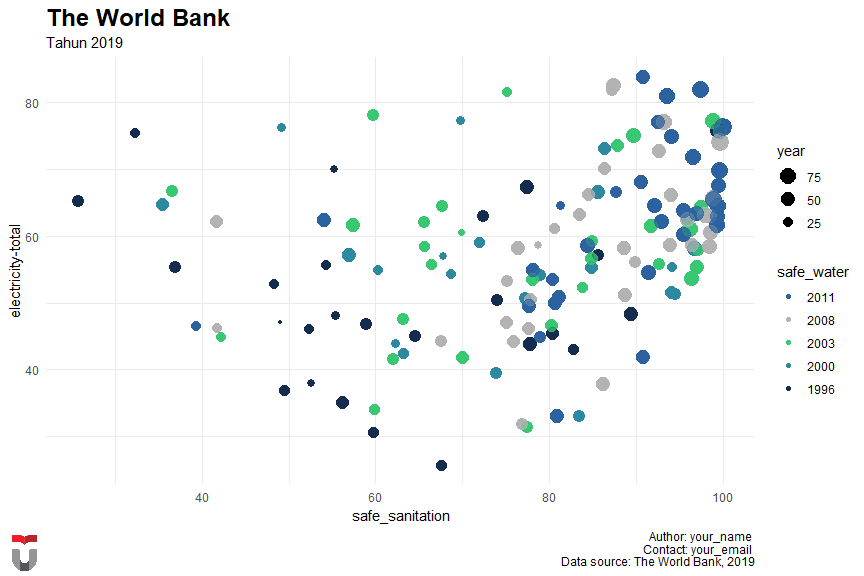 The World Bank
Tahun 2019
electricity-total
80
60
40
40
60
80
100
safe_sanitation
year
75
50
25
safe_water
2011
2008
2003
2000
1996
Author: your_name
Contact: your_email
Data source: The World Bank, 2019